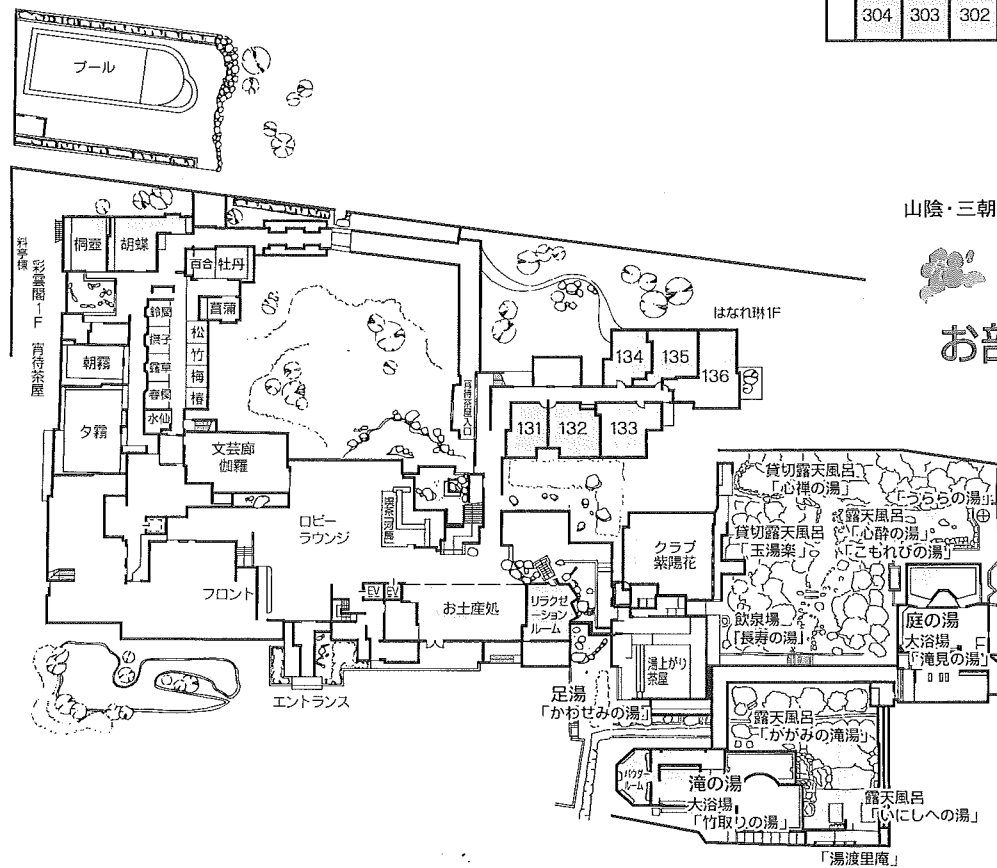 304 303 302
プール
山陰・三朝
料亭棟
彩雲閣1F 宵待茶屋
桐壺
胡蝶
百合
牡丹
菖蒲
鈴蘭
撫子
露草
春蘭
水仙
松
竹
梅
椿
朝霧
夕霧
文芸廊
伽羅
宵待茶屋入口
はなれ琳1F
134
135
136
131
132
133
お部
貸切露天風呂
「心禅の湯」
「うららの湯」
露天風呂
「心酔の湯」
「こもれびの湯」
貸切露天風呂
「玉湯楽」
飲泉場
「長寿の湯」
庭の湯
大浴場
「滝見の湯」
クラブ
紫陽花
ロビー
ラウンジ
フロント
EV
EV
お土産処
リラクゼ
ーション
ルーム
湯上がり
茶屋
エントランス
足湯
「かわせみの湯」
露天風呂
「かがみの滝湯」
パウダー
ルーム
滝の湯
大浴場
「竹取りの湯」
露天風呂
「いにしへの湯」
「湯渡里庵」